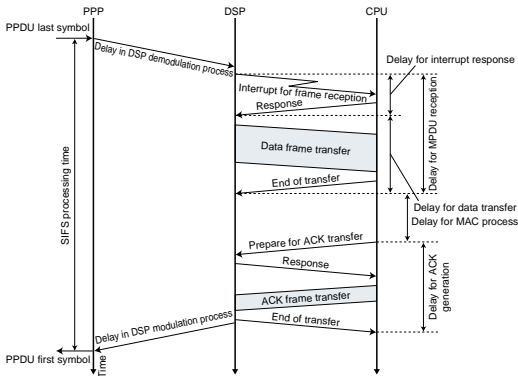 PPP
DSP
CPU
PPDU last symbol
Delay in DSP demodulation process
Interrupt for frame reception
Response
Data frame transfer
End of transfer
Delay for interrupt response
Delay for MPDU reception
Delay for data transfer
Delay for MAC process
SIFS processing time
Prepare for ACK transfer
Response
ACK frame transfer
End of transfer
Delay for ACK
generation
Delay in DSP modulation process
PPDU first symbol
Time